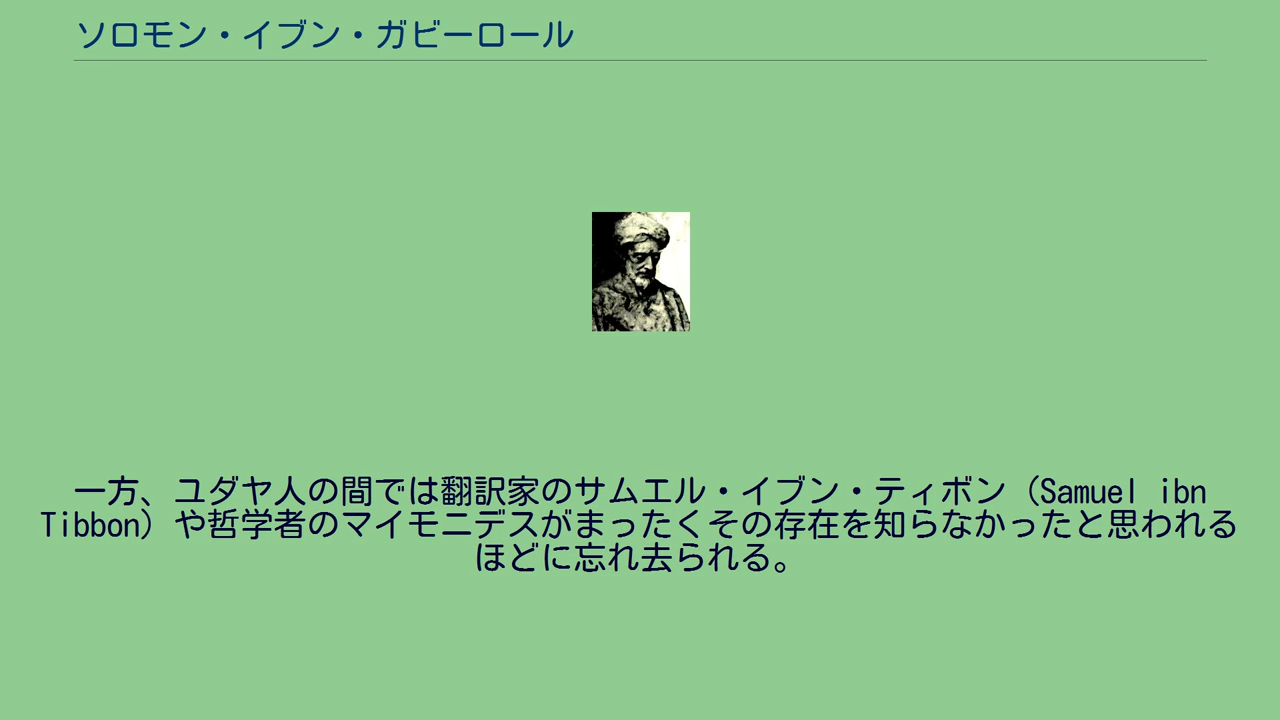 ソロモン・イブン・ガビーロール
一方、ユダヤ人の間では翻訳家のサムエル・イブン・ティボン（Samuel ibn
Tibbon）や哲学者のマイモニデスがまったくその存在を知らなかったと思われる
ほどに忘れ去られる。